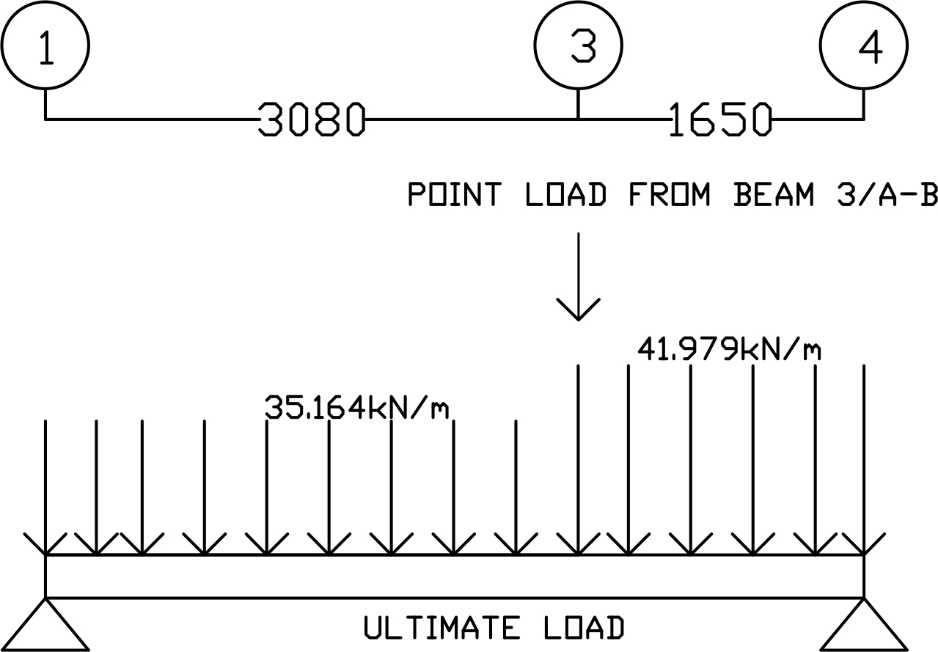 1 3 4
3080 1650
POINT LOAD FROM BEAM 3/A-B
41.979kN/m
35.164kN/m
ULTIMATE LOAD